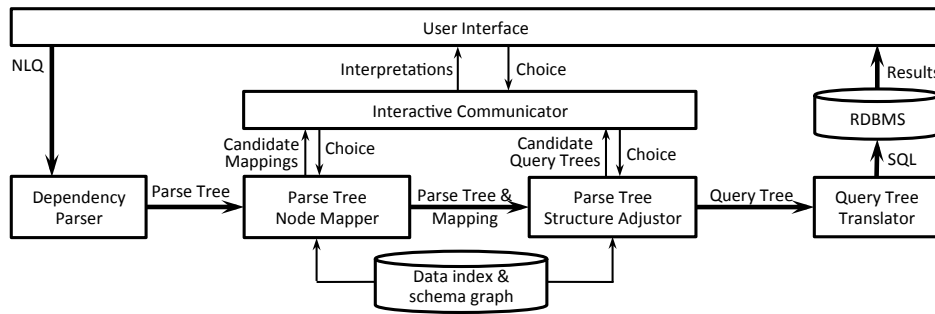 User Interface
NLQ
Interpretations
Choice
Results
Interactive Communicator
RDBMS
Candidate
Mappings
Choice
Candidate
Query Trees
Choice
SQL
Dependency
Parser
Parse Tree
Parse Tree
Node Mapper
Parse Tree &
Mapping
Parse Tree
Structure Adjustor
Query Tree
Query Tree
Translator
Data index &
schema graph